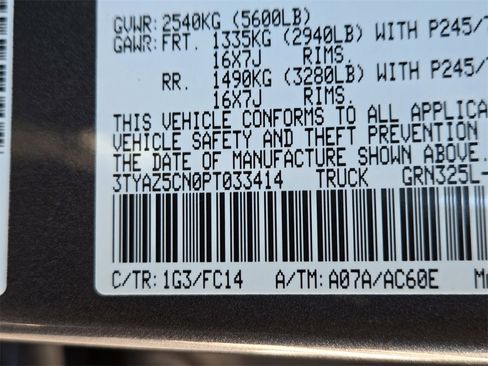 GVWR: 2540KG (5600LB)
GAWR: FRT. 1335KG (2940LB) WITH P245/
16X7J RIMS.
RR. 1490KG (3280LB) WITH P245/
16X7J RIMS.
THIS VEHICLE CONFORMS TO ALL APPLICA
VEHICLE SAFETY AND THEFT PREVENTION
THE DATE OF MANUFACTURE SHOWN ABOVE.
3TYAZ5CN0PT033414 TRUCK GRN325L-
C/TR: 1G3/FC14 A/TM: A07A/AC60E M